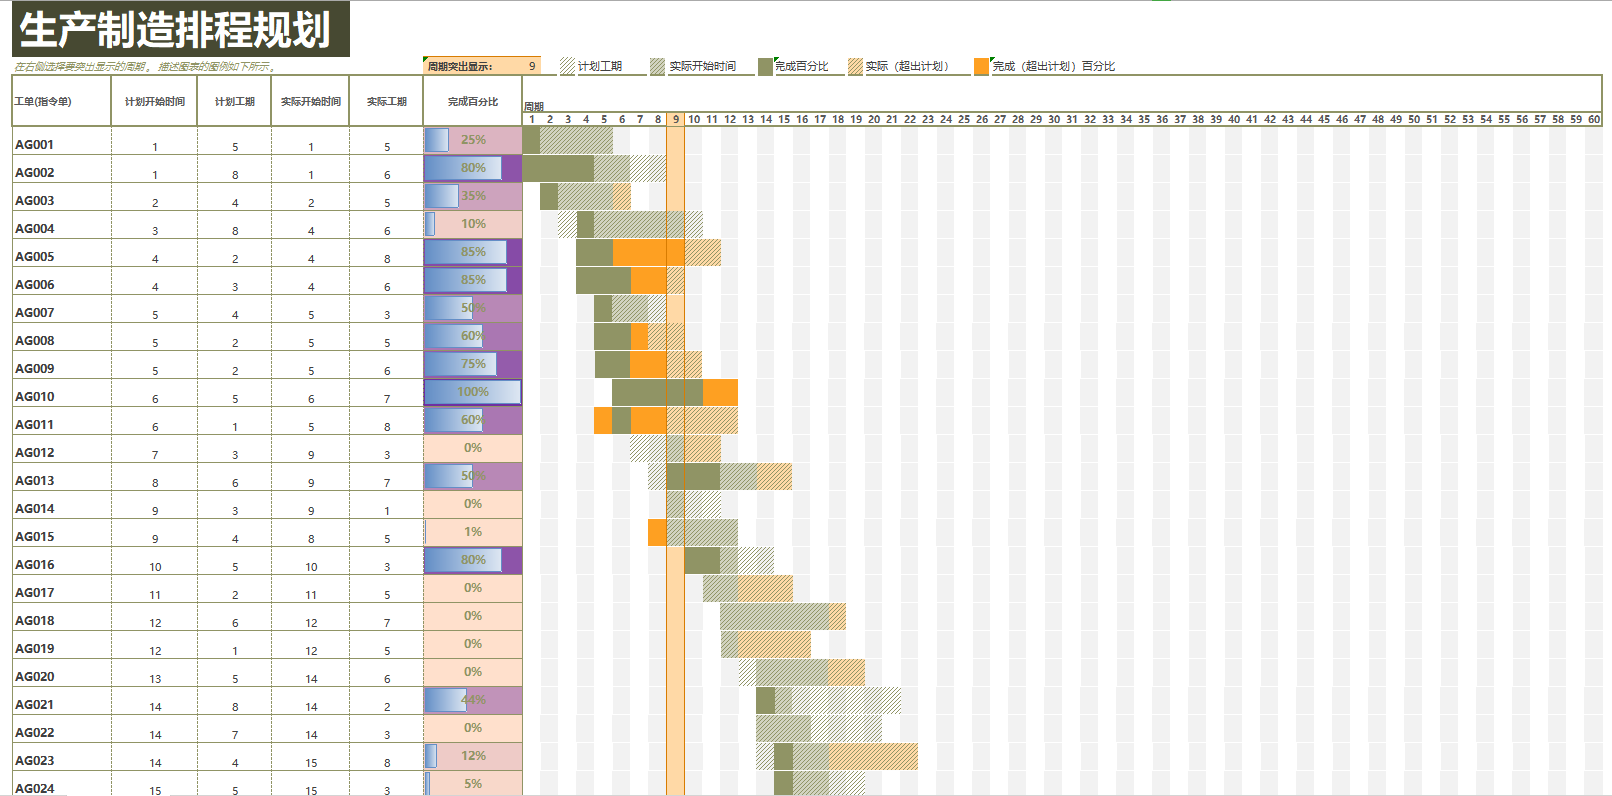 生产制造排程规划
在右侧选择要突出显示的周期。 描述图表的图例如下所示。
周期突出显示: 9 计划工期 实际开始时间 完成百分比 实际（超出计划） 完成（超出计划）百分比
工单(指令单) 计划开始时间 计划工期 实际开始时间 实际工期 完成百分比 周期
1 2 3 4 5 6 7 8 9 10 11 12 13 14 15 16 17 18 19 20 21 22 23 24 25 26 27 28 29 30 31 32 33 34 35 36 37 38 39 40 41 42 43 44 45 46 47 48 49 50 51 52 53 54 55 56 57 58 59 60
AG001 1 5 1 5 25%
AG002 1 8 1 6 80%
AG003 2 4 2 5 35%
AG004 3 8 4 6 10%
AG005 4 2 4 8 85%
AG006 4 3 4 6 85%
AG007 5 4 5 3 50%
AG008 5 2 5 5 60%
AG009 5 2 5 6 75%
AG010 6 5 6 7 100%
AG011 6 1 5 8 60%
AG012 7 3 9 3 0%
AG013 8 6 9 7 50%
AG014 9 3 9 1 0%
AG015 9 4 8 5 1%
AG016 10 5 10 3 80%
AG017 11 2 11 5 0%
AG018 12 6 12 7 0%
AG019 12 1 12 5 0%
AG020 13 5 14 6 0%
AG021 14 8 14 2 44%
AG022 14 7 14 3 0%
AG023 14 4 15 8 12%
AG024 15 5 15 3 5%